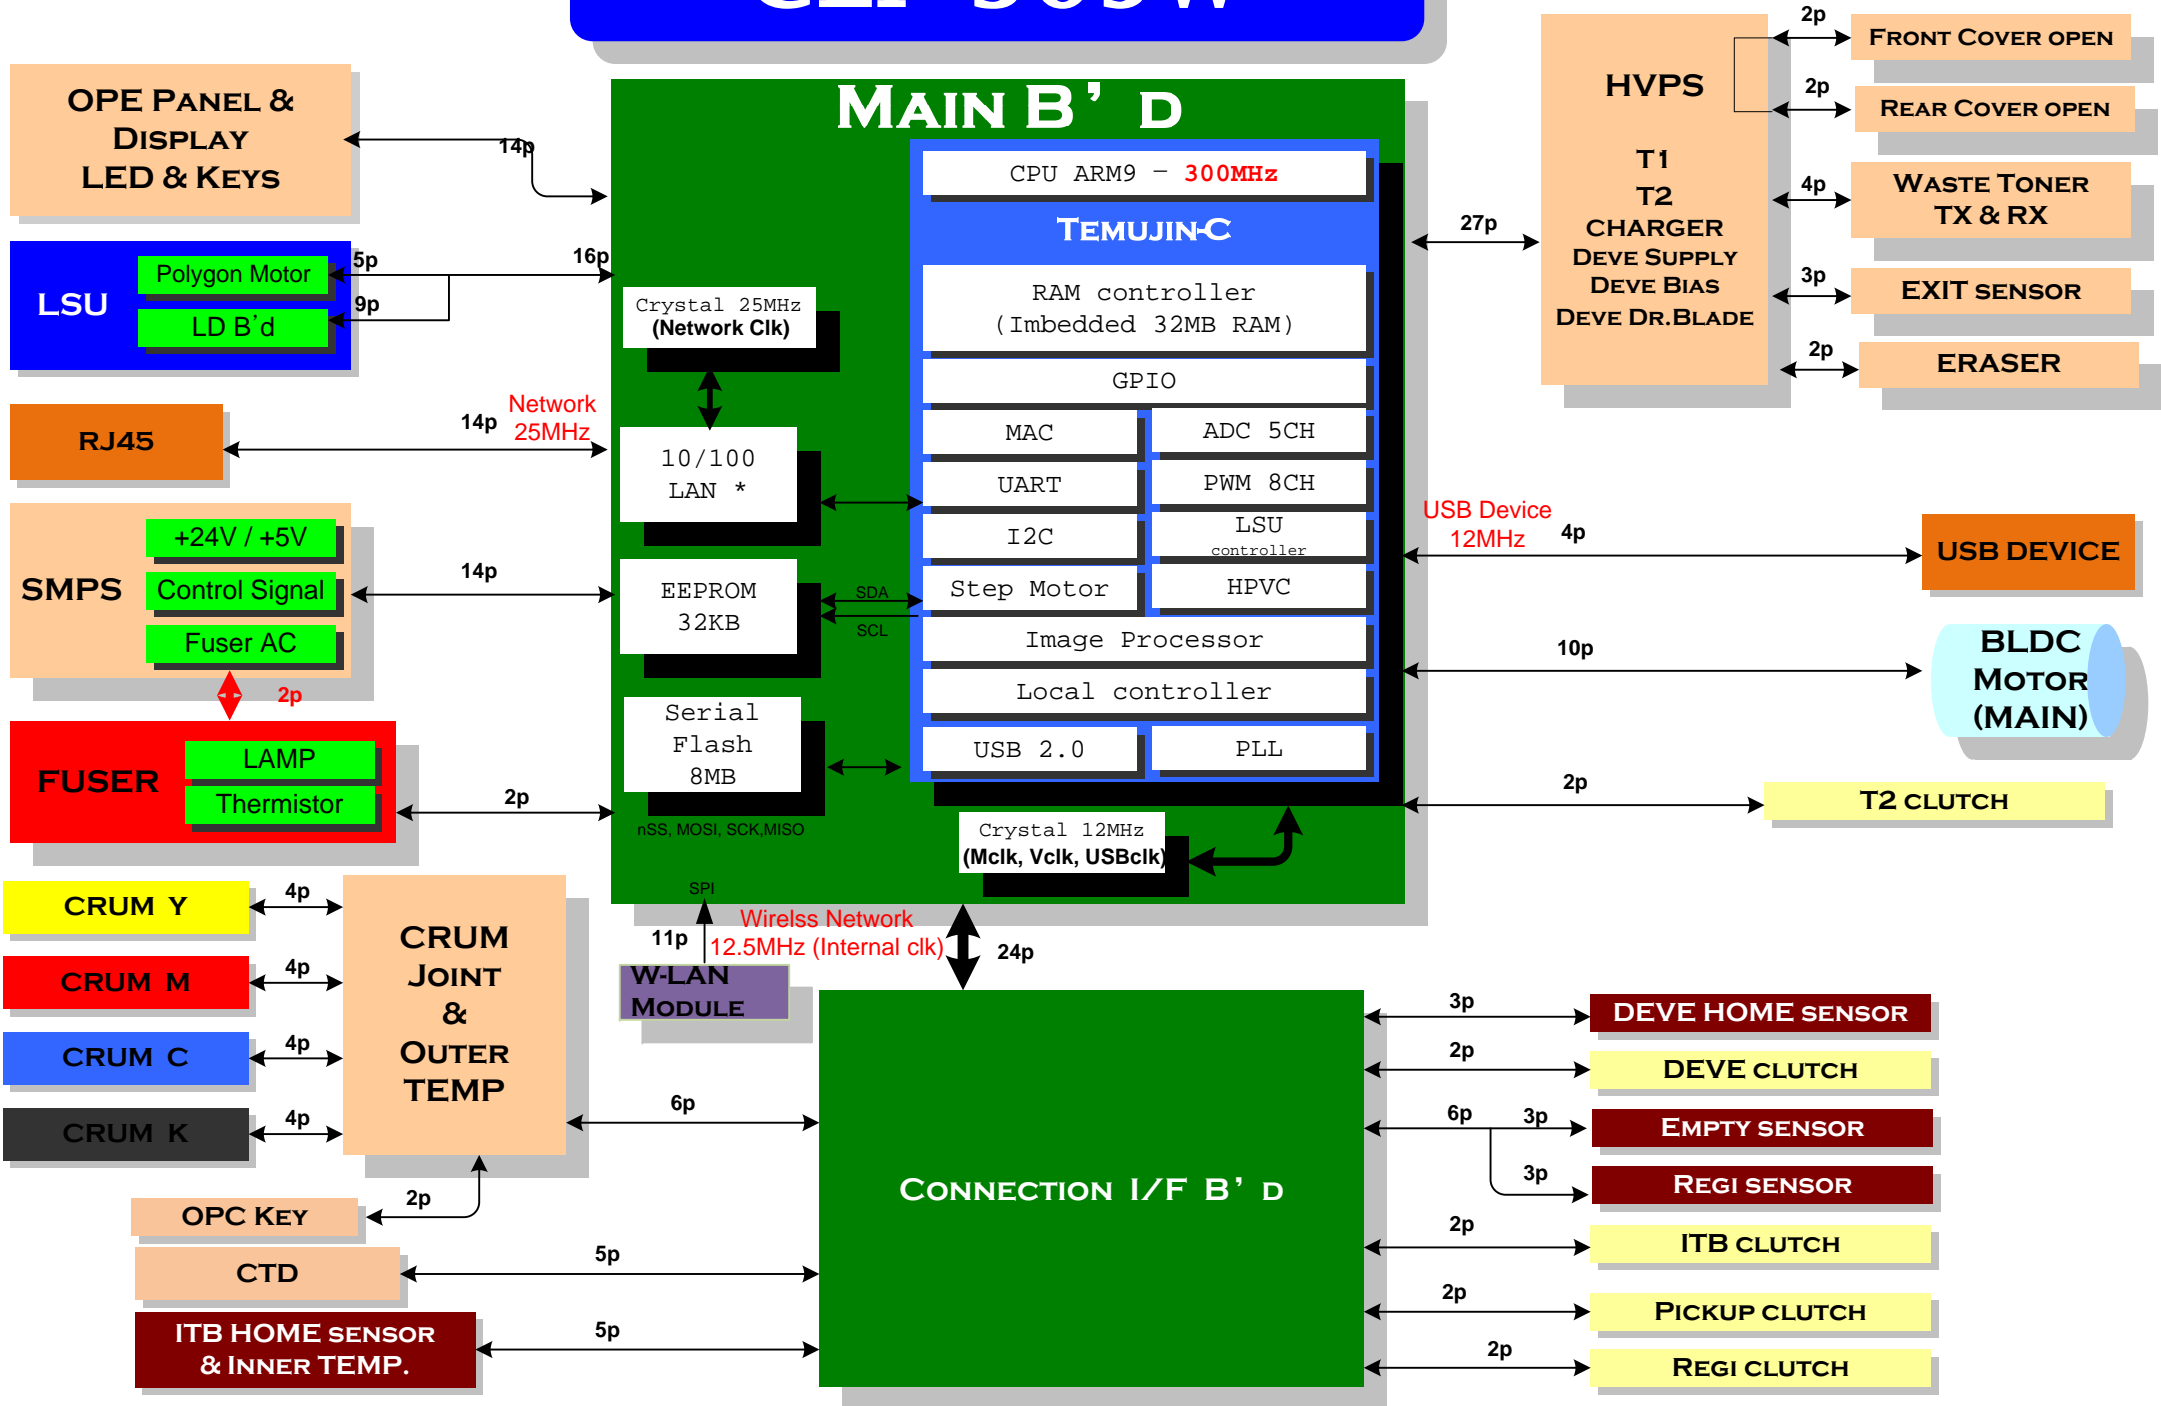 OPE PANEL &
DISPLAY
LED & KEYS
14p
LSU
Polygon Motor
LD B'd
5p
9p
16p
RJ45
14p
Network
25MHz
SMPS
+24V / +5V
Control Signal
Fuser AC
14p
2p
FUSER
LAMP
Thermistor
2p
MAIN B' D
CPU ARM9 – 300MHz
TEMUJIN-C
RAM controller
(Imbedded 32MB RAM)
GPIO
MAC
ADC 5CH
UART
PWM 8CH
I2C
LSU
controller
Step Motor
HPVC
Image Processor
Local controller
USB 2.0
PLL
Crystal 25MHz
(Network Clk)
10/100
LAN *
EEPROM
32KB
SDA
SCL
Serial
Flash
8MB
nSS, MOSI, SCK,MISO
Crystal 12MHz
(Mclk, Vclk, USBclk)
SPI
11p
Wirelss Network
12.5MHz (Internal clk)
24p
W-LAN
MODULE
HVPS
T1
T2
CHARGER
DEVE SUPPLY
DEVE BIAS
DEVE DR.BLADE
27p
2p
FRONT COVER OPEN
2p
REAR COVER OPEN
4p
WASTE TONER
TX & RX
3p
EXIT SENSOR
2p
ERASER
USB Device
12MHz
4p
USB DEVICE
10p
BLDC
MOTOR
(MAIN)
2p
T2 CLUTCH
CRUM Y
4p
CRUM M
4p
CRUM C
4p
CRUM K
4p
CRUM
JOINT
&
OUTER
TEMP
6p
OPC KEY
2p
CTD
5p
ITB HOME SENSOR
& INNER TEMP.
5p
CONNECTION I/F B' D
3p
DEVE HOME SENSOR
2p
DEVE CLUTCH
6p
3p
EMPTY SENSOR
3p
REGI SENSOR
2p
ITB CLUTCH
2p
PICKUP CLUTCH
2p
REGI CLUTCH